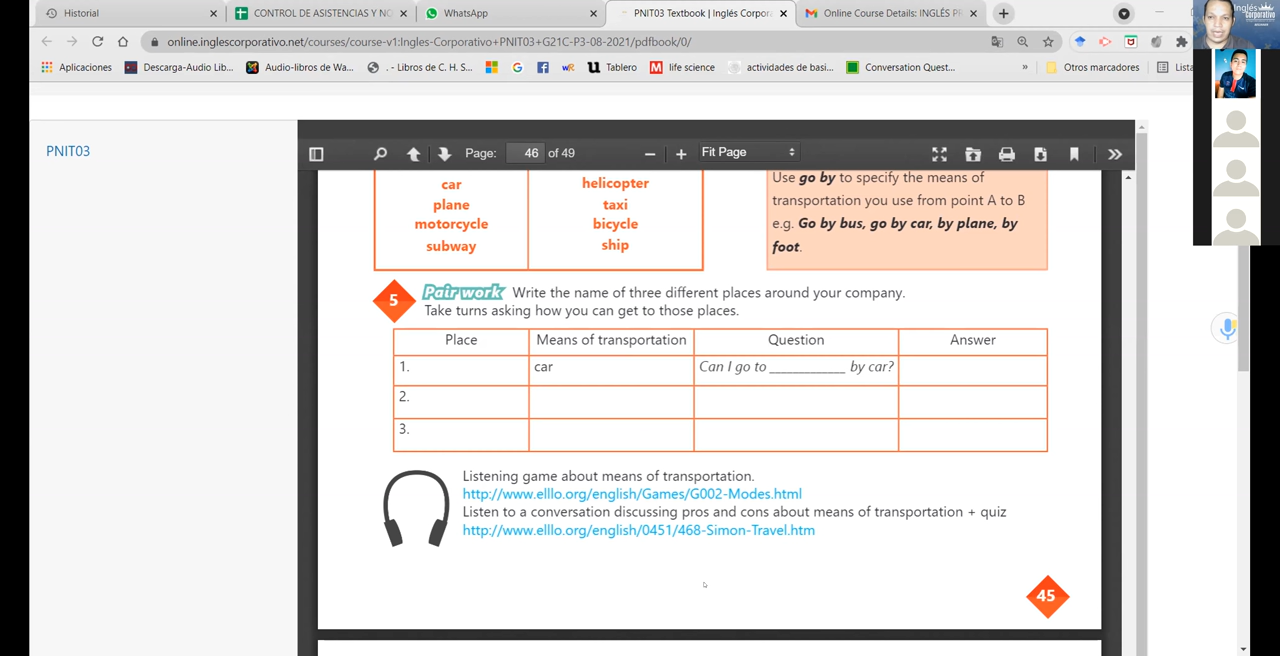 Historial
CONTROL DE ASISTENCIAS Y NO
WhatsApp
PNIT03 Textbook | Inglés Corpora
Online Course Details: INGLÉS P
Inglés
Corporativo
online.inglescorporativo.net/courses/course-v1:Ingles-Corporativo+PNIT03+G21C-P3-08-2021/pdfbook/0/
Aplicaciones
Descarga-Audio Lib...
Audio-libros de Wa...
.- Libros de C. H. S...
Tablero
life science
actividades de basi...
Conversation Quest...
»
Otros marcadores
Lista
PNIT03
Page: 46 of 49
Fit Page
car
helicopter
plane
taxi
motorcycle
bicycle
subway
ship
Use go by to specify the means of
transportation you use from point A to B
e.g. Go by bus, go by car, by plane, by
foot.
5
Pair work Write the name of three different places around your company.
Take turns asking how you can get to those places.
Place Means of transportation Question Answer
1. car Can I go to ____________ by car?
2.
3.
Listening game about means of transportation.
http://www.elllo.org/english/Games/G002-Modes.html
Listen to a conversation discussing pros and cons about means of transportation + quiz
http://www.elllo.org/english/0451/468-Simon-Travel.htm
45